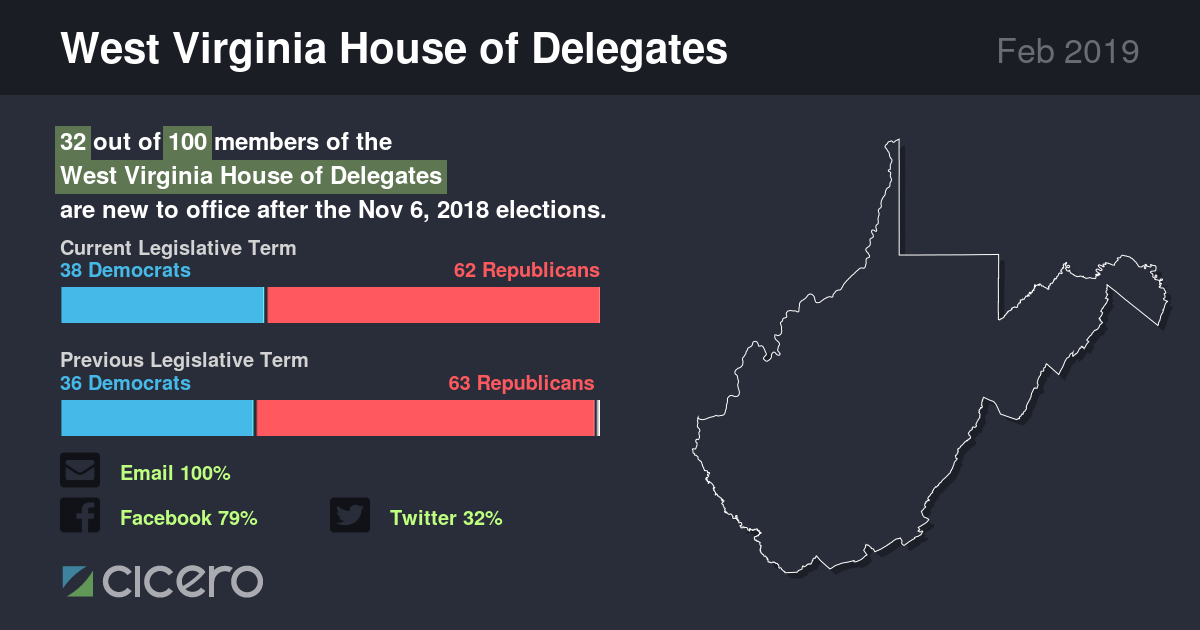 West Virginia House of Delegates
Feb 2019
32 out of 100 members of the
West Virginia House of Delegates
are new to office after the Nov 6, 2018 elections.
Current Legislative Term
38 Democrats
62 Republicans
Previous Legislative Term
36 Democrats
63 Republicans
Email 100%
Facebook 79%
Twitter 32%
cicero